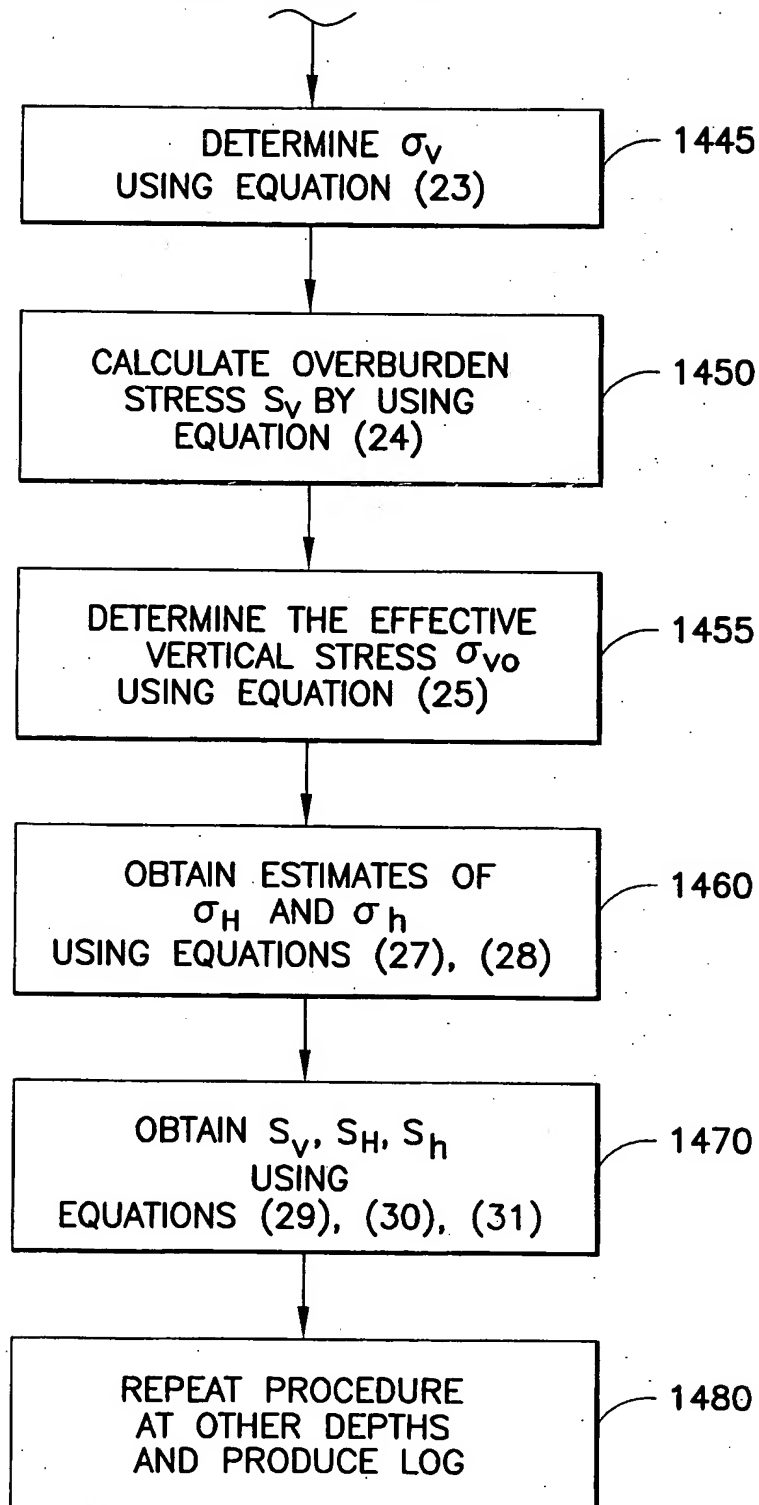 DETERMINE σv
USING EQUATION (23)
1445
CALCULATE OVERBURDEN
STRESS Sv BY USING
EQUATION (24)
1450
DETERMINE THE EFFECTIVE
VERTICAL STRESS σvo
USING EQUATION (25)
1455
OBTAIN ESTIMATES OF
σH AND σh
USING EQUATIONS (27), (28)
1460
OBTAIN Sv, SH, Sh
USING
EQUATIONS (29), (30), (31)
1470
REPEAT PROCEDURE
AT OTHER DEPTHS
AND PRODUCE LOG
1480